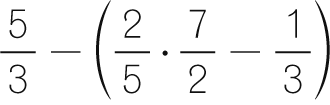 5/3 − (2/5 · 7/2 − 1/3)